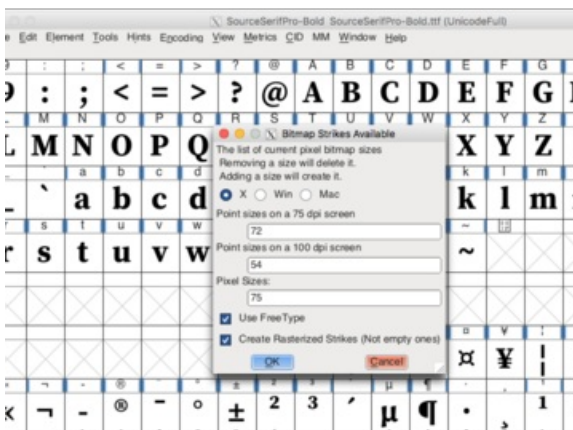 SourceSerifPro-Bold SourceSerifPro-Bold.ttf (UnicodeFull)
e Edit Element Tools Hints Encoding View Metrics CID MM Window Help
: ; < = > ? @ A B C D E F G
: ; < = > ? @ A B C D E F G
M N O P Q R S T U V W X Y Z
M N O P Q X Y Z
Bitmap Strikes Available
The list of current pixel bitmap sizes
Removing a size will delete it.
Adding a size will create it.
X Win Mac
Point sizes on a 75 dpi screen
72
Point sizes on a 100 dpi screen
54
Pixel Sizes:
75
Use FreeType
Create Rasterized Strikes (Not empty ones)
OK Cancel
a b c d k l m
` a b c d k l m
s t u v w ~
r s t u v w ~
¤ ¥ ¦
¤ ¥ ¦
¬ - ® ¯ ° ± ² ³ ´ µ ¶ · ¸ ¹
« ¬ - ® ¯ ° ± ² ³ ´ µ ¶ · ¸ ¹